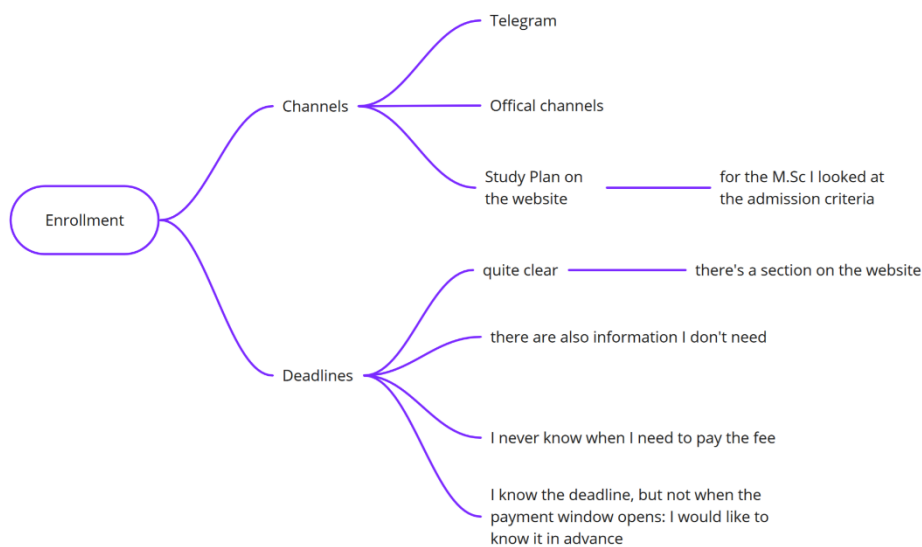 Telegram
Channels
Offical channels
Study Plan on
the website
for the M.Sc I looked at
the admission criteria
Enrollment
quite clear
there's a section on the website
there are also information I don't need
Deadlines
I never know when I need to pay the fee
I know the deadline, but not when the
payment window opens: I would like to
know it in advance